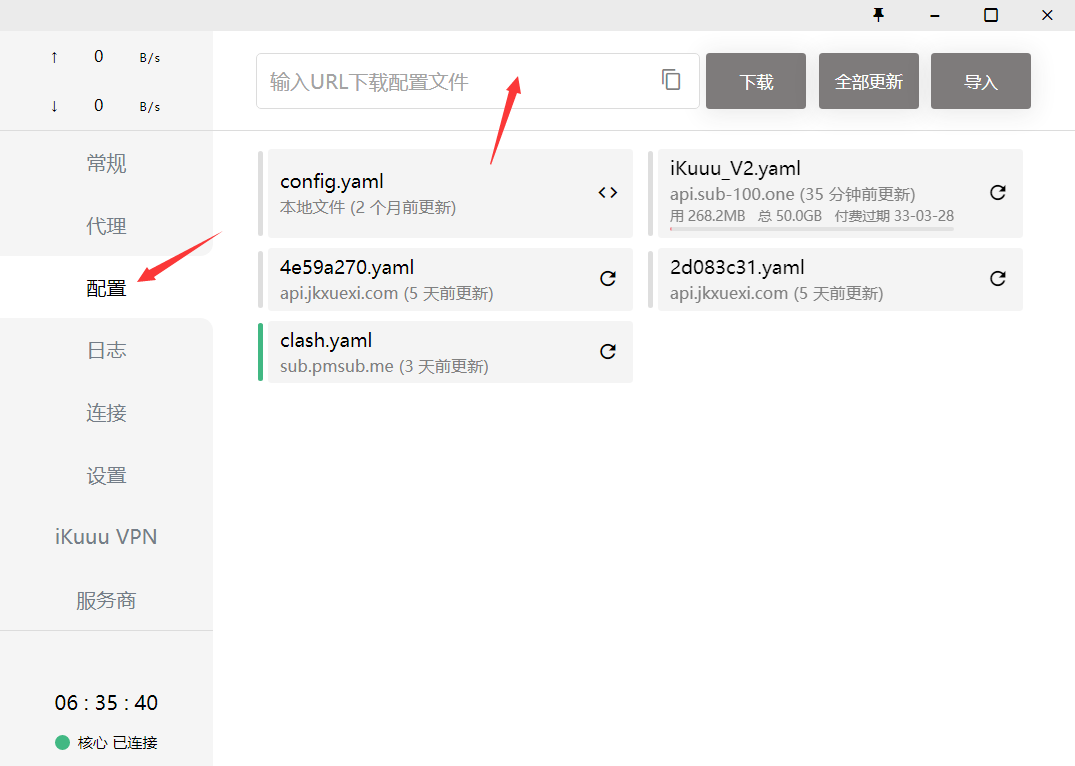 ↑ 0 B/s
↓ 0 B/s
常规
代理
配置
日志
连接
设置
iKuuu VPN
服务商
06 : 35 : 40
核心 已连接
输入URL下载配置文件
下载
全部更新
导入
config.yaml
本地文件 (2 个月前更新)
iKuuu_V2.yaml
api.sub-100.one (35 分钟前更新)
用 268.2MB 总 50.0GB 付费过期 33-03-28
4e59a270.yaml
api.jkxuexi.com (5 天前更新)
2d083c31.yaml
api.jkxuexi.com (5 天前更新)
clash.yaml
sub.pmsub.me (3 天前更新)